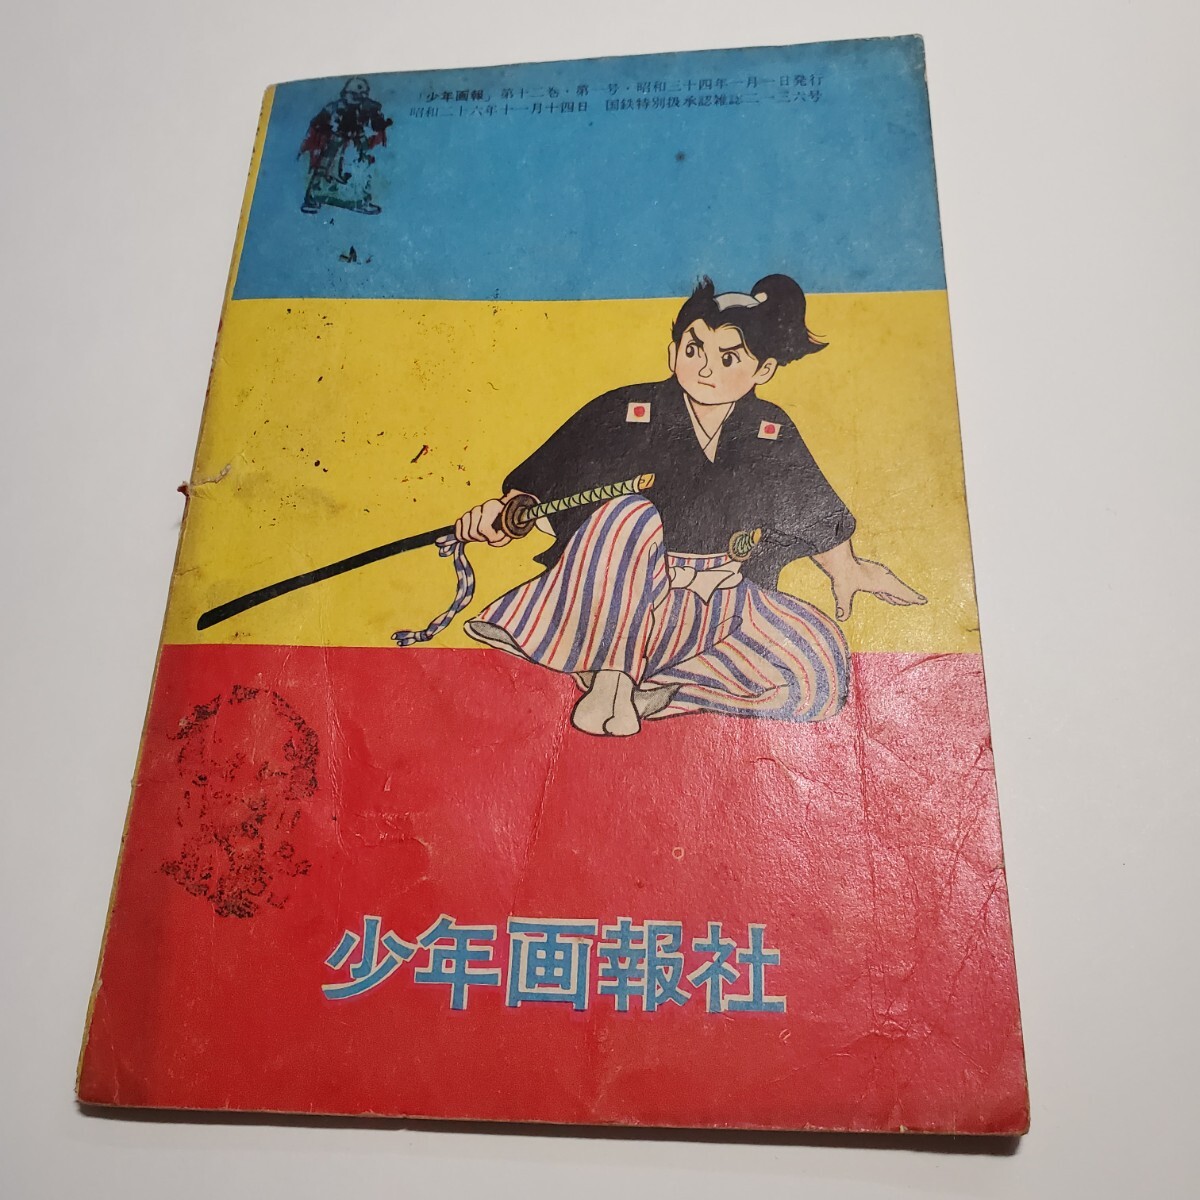 「少年画報」第十二巻・第一号・昭和三十四年一月一日発行
昭和二十六年十一月十四日　国鉄特別扱承認雑誌二一三六号
少年画報社